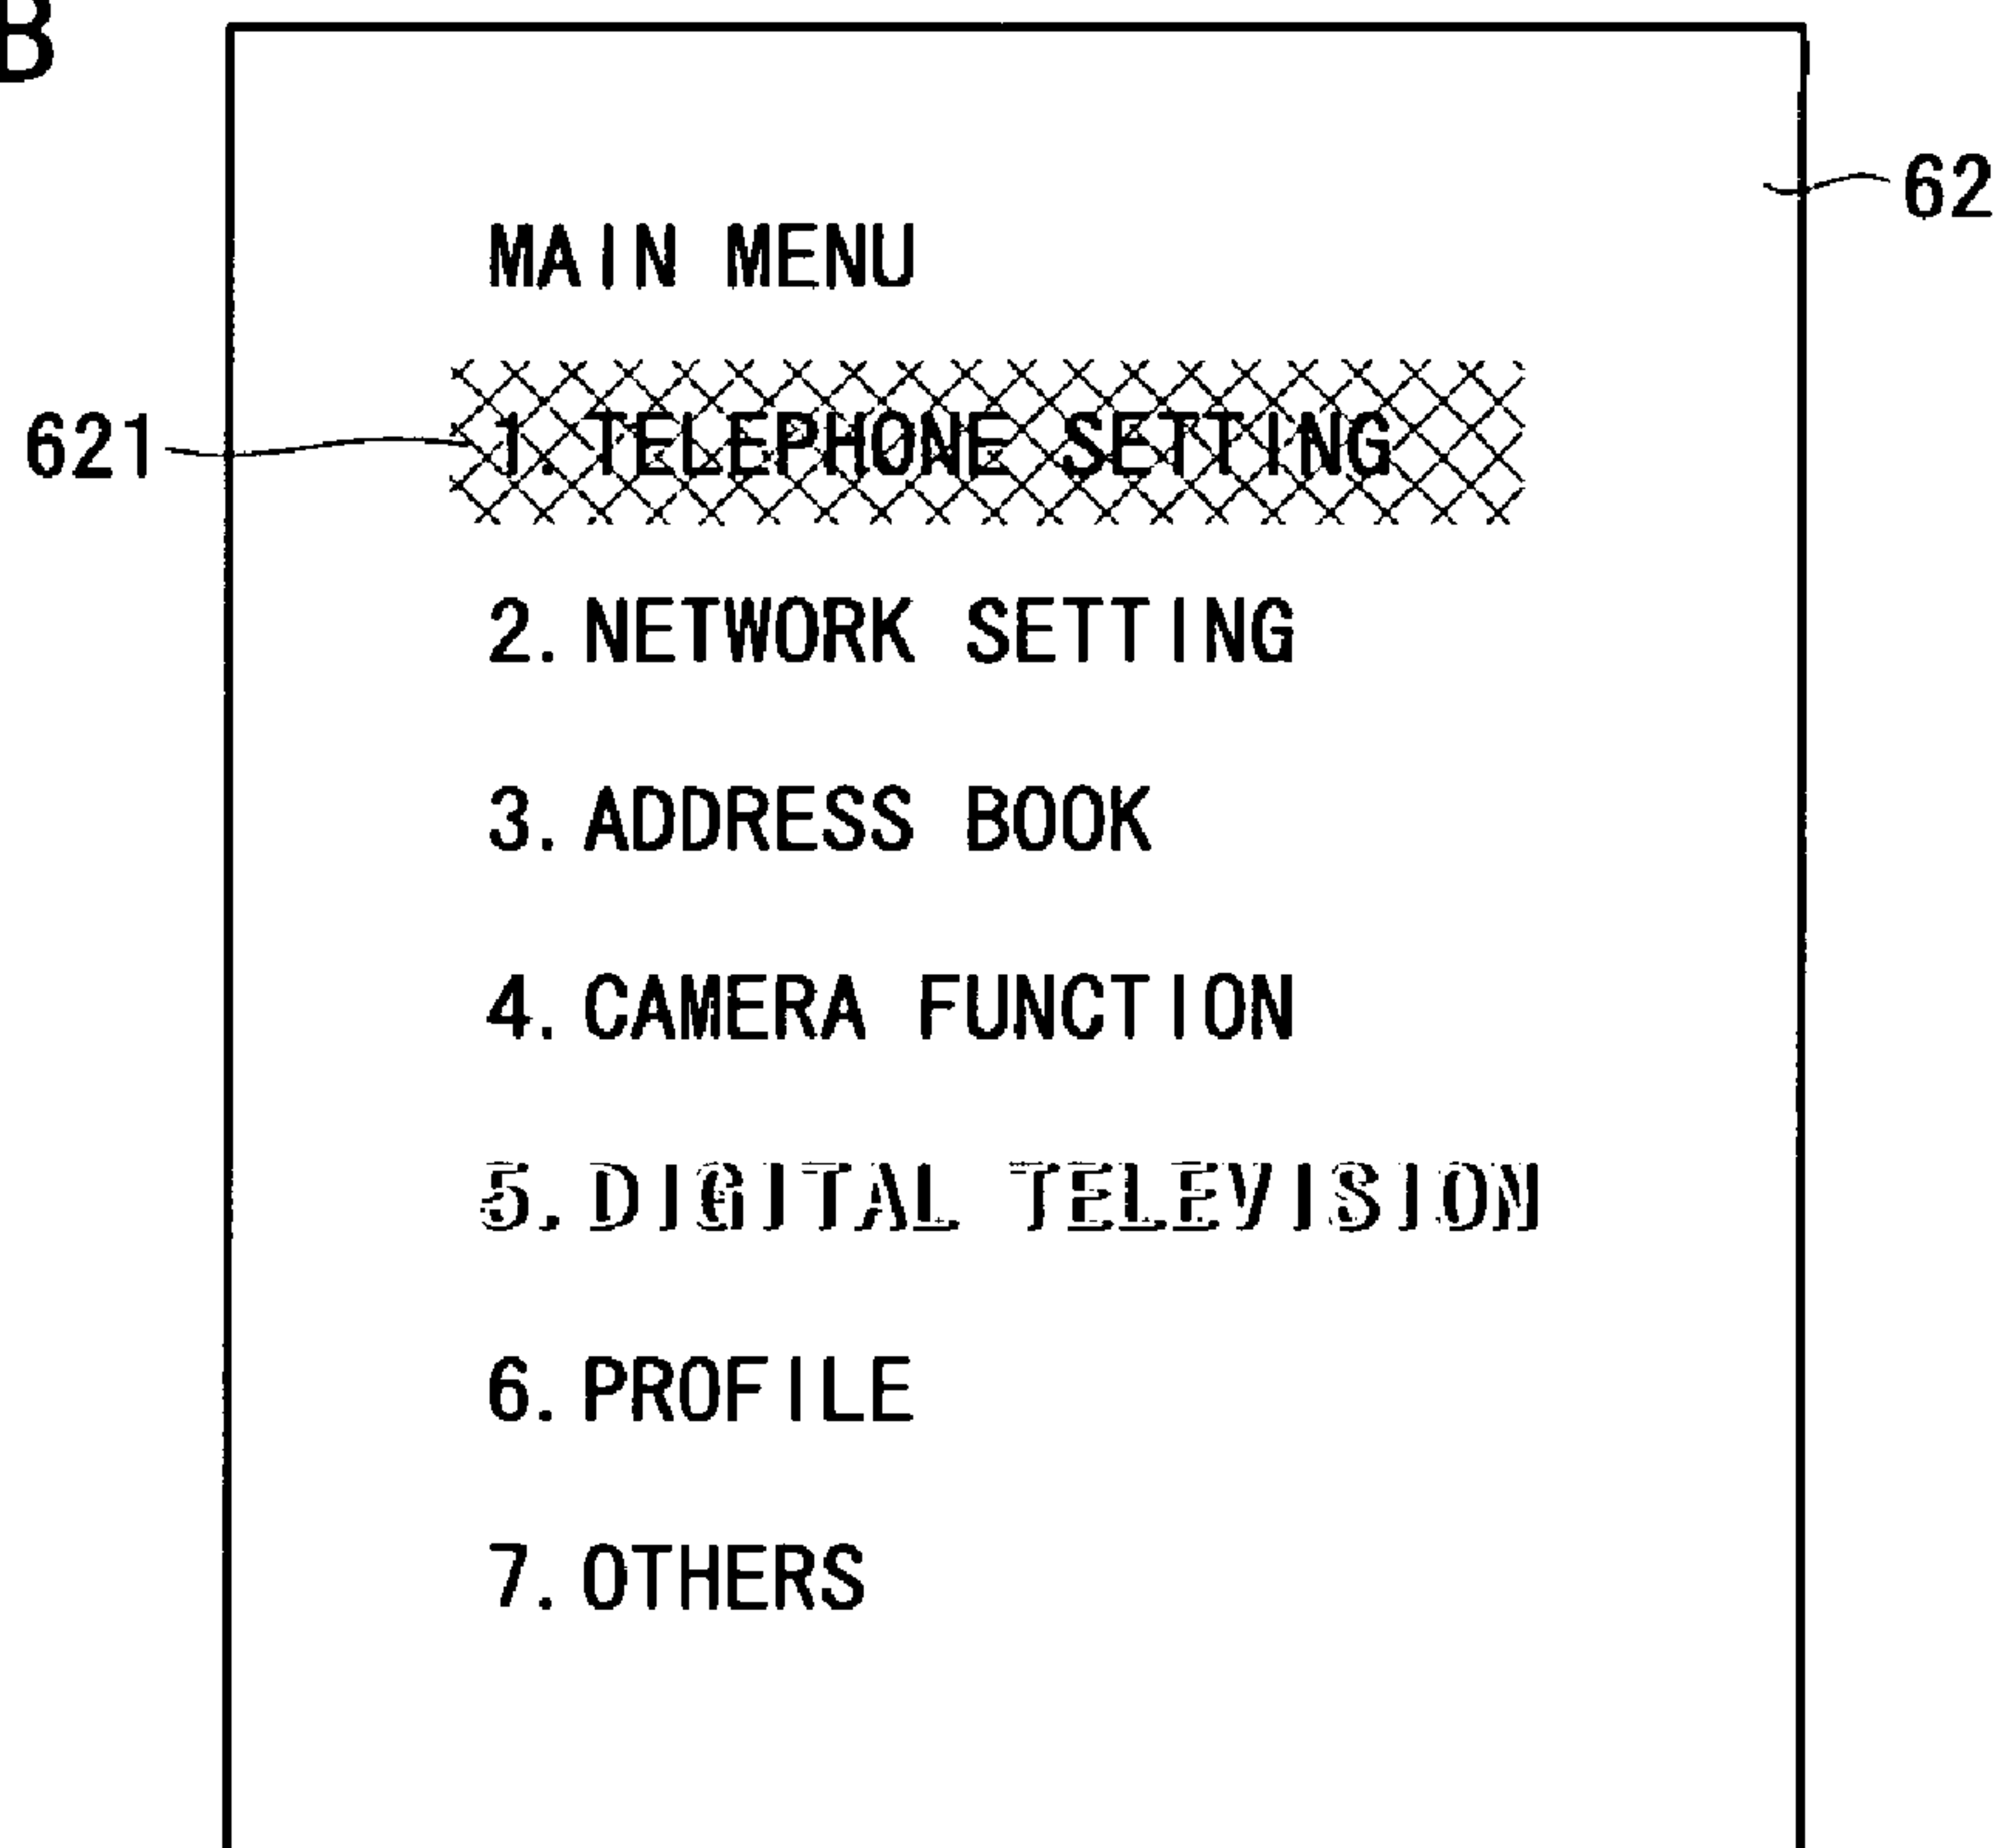 B
62
MAIN MENU
621
1. TELEPHONE SETTING
2. NETWORK SETTING
3. ADDRESS BOOK
4. CAMERA FUNCTION
5. DIGITAL TELEVISION
6. PROFILE
7. OTHERS